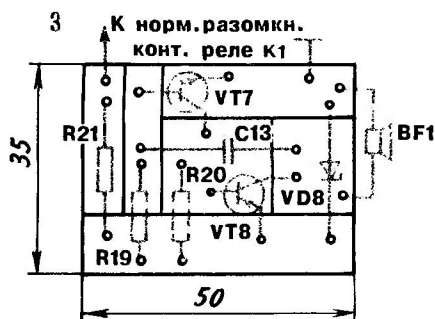 3 К норм.разомкн.
конт. реле К1
VT7
R21
C13
BF1
35
R20
VD8
VT8
R19
50